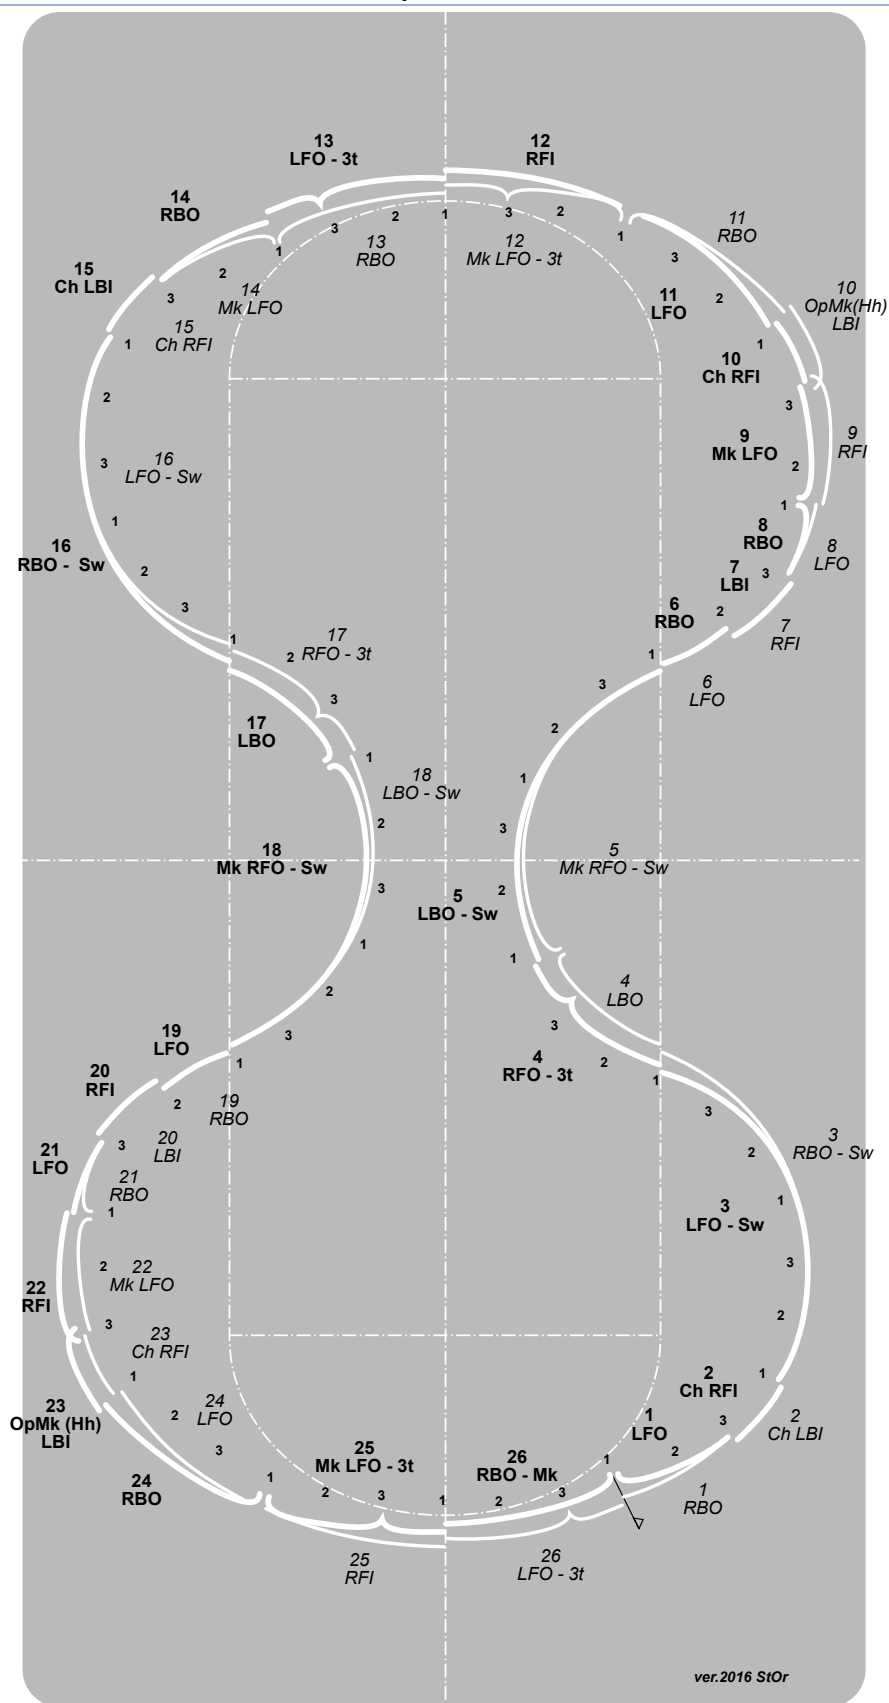 13
LFO - 3t
12
RFI
14
RBO
11
RBO
3
2
1
3
2
1
13
RBO
12
Mk LFO - 3t
1
2
3
3
15
Ch LBI
14
Mk LFO
11
LFO
2
10
OpMk(Hh)
LBI
15
Ch RFI
1
1
10
Ch RFI
2
3
9
Mk LFO
9
RFI
16
LFO - Sw
3
2
1
1
8
RBO
16
RBO - Sw
8
LFO
7
LBI
3
2
3
6
RBO
2
7
RFI
17
RFO - 3t
1
2
1
6
LFO
3
3
17
LBO
2
1
18
LBO - Sw
1
2
3
18
Mk RFO - Sw
5
Mk RFO - Sw
3
5
LBO - Sw
2
1
1
2
4
LBO
3
3
19
LFO
4
RFO - 3t
2
1
20
RFI
1
2
19
RBO
3
3
RBO - Sw
3
20
LBI
2
21
LFO
21
RBO
1
1
3
LFO - Sw
2
22
Mk LFO
3
22
RFI
3
2
23
Ch RFI
1
1
2
Ch RFI
23
OpMk (Hh)
LBI
24
LFO
2
3
1
LFO
2
Ch LBI
3
2
25
Mk LFO - 3t
26
RBO - Mk
1
24
RBO
1
2
3
1
2
3
1
RBO
25
RFI
26
LFO - 3t
ver.2016 StOr